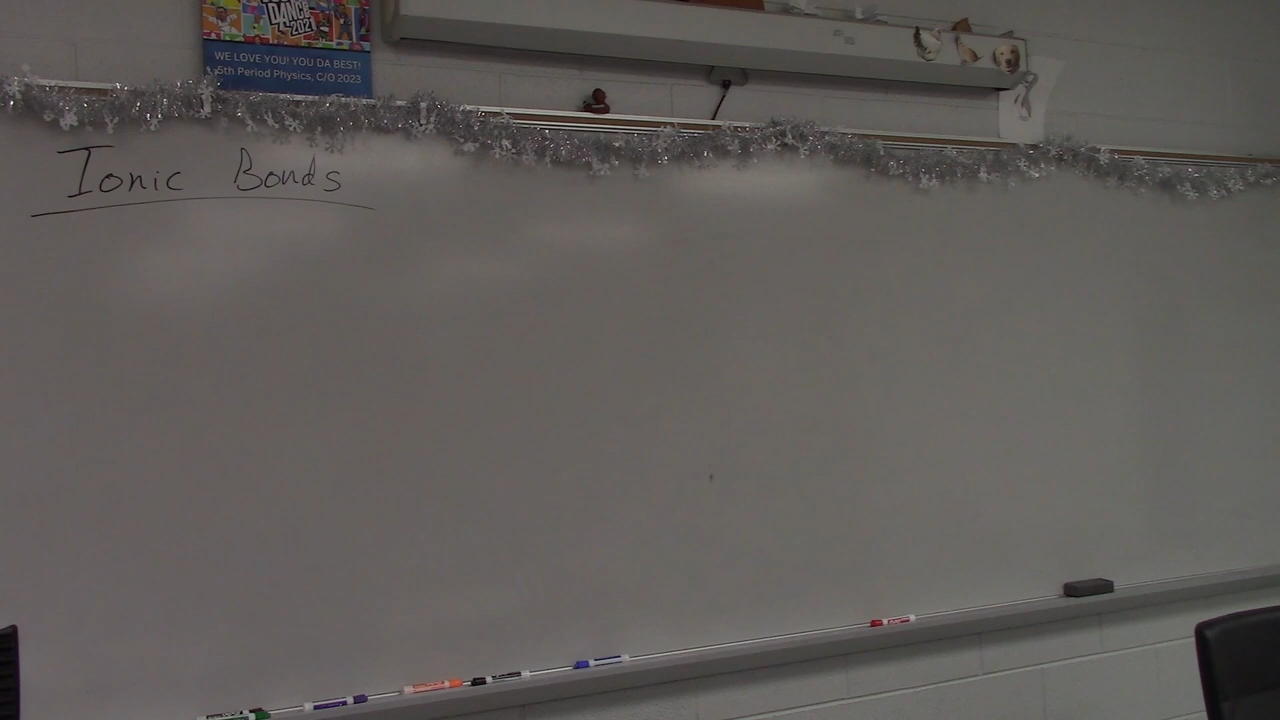 DANCE
2021
WE LOVE YOU! YOU DA BEST!
5th Period Physics, C/O 2023
Ionic Bonds